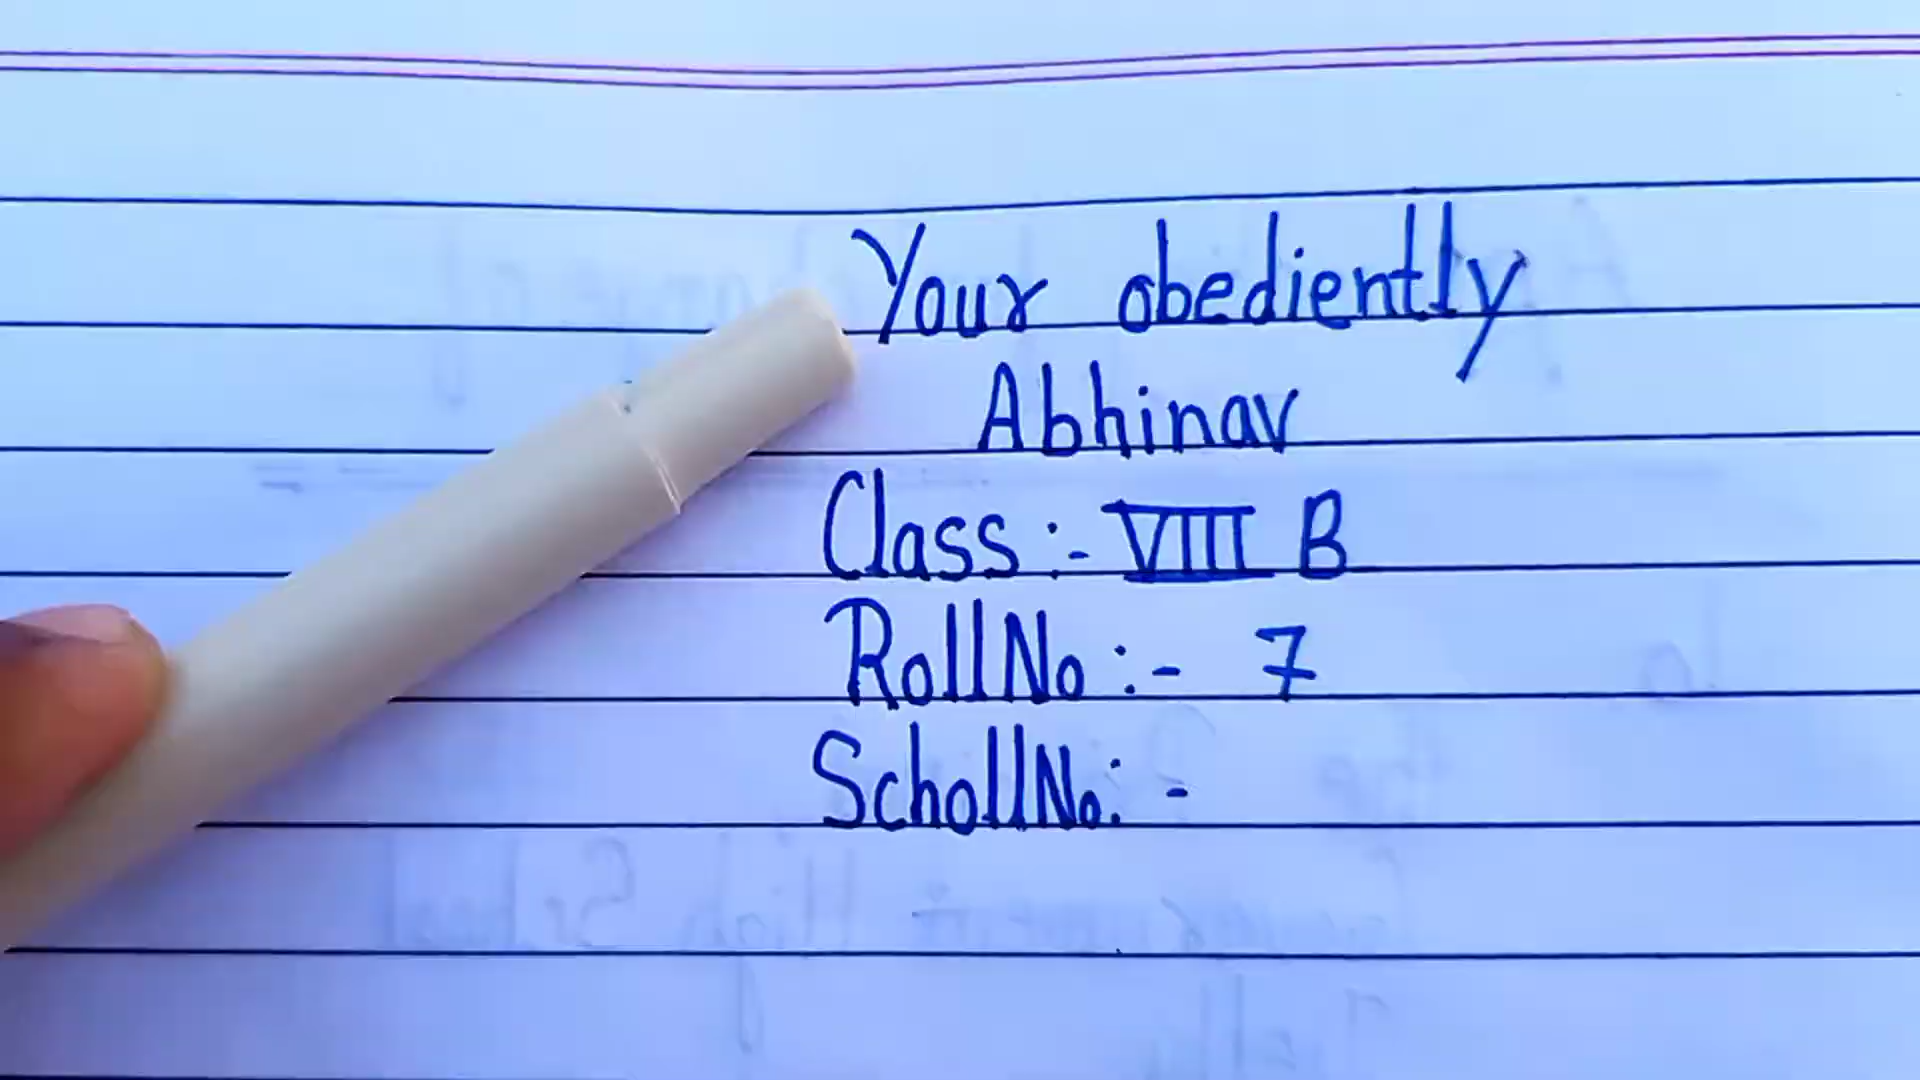 Your obediently
Abhinav
Class :- VIII B
RollNo :- 7
SchollNo: -